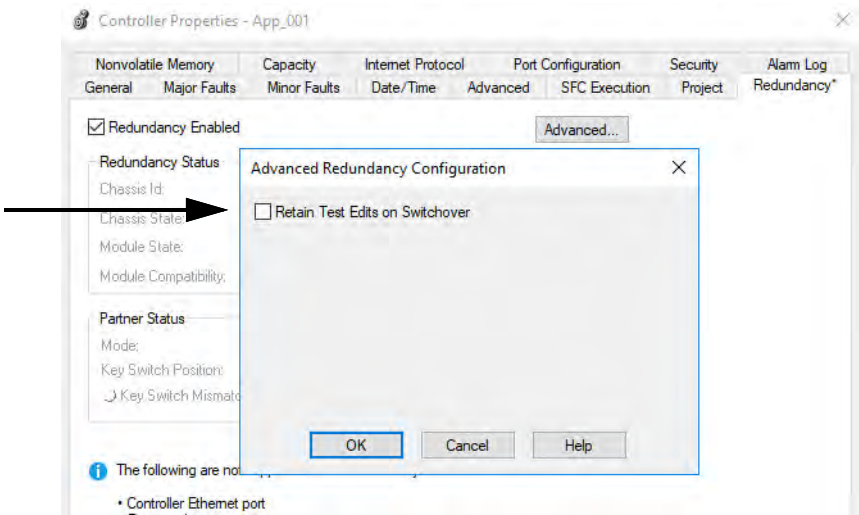 Controller Properties - App_001
Nonvolatile Memory Capacity Internet Protocol Port Configuration Security Alarm Log
General Major Faults Minor Faults Date/Time Advanced SFC Execution Project Redundancy*
Redundancy Enabled
Advanced...
Redundancy Status
Chassis Id:
Chassis State:
Module State:
Module Compatibility:
Partner Status
Mode:
Key Switch Position:
Key Switch
Advanced Redundancy Configuration
Retain Test Edits on Switchover
OK Cancel Help
The following are
• Controller Ethernet port